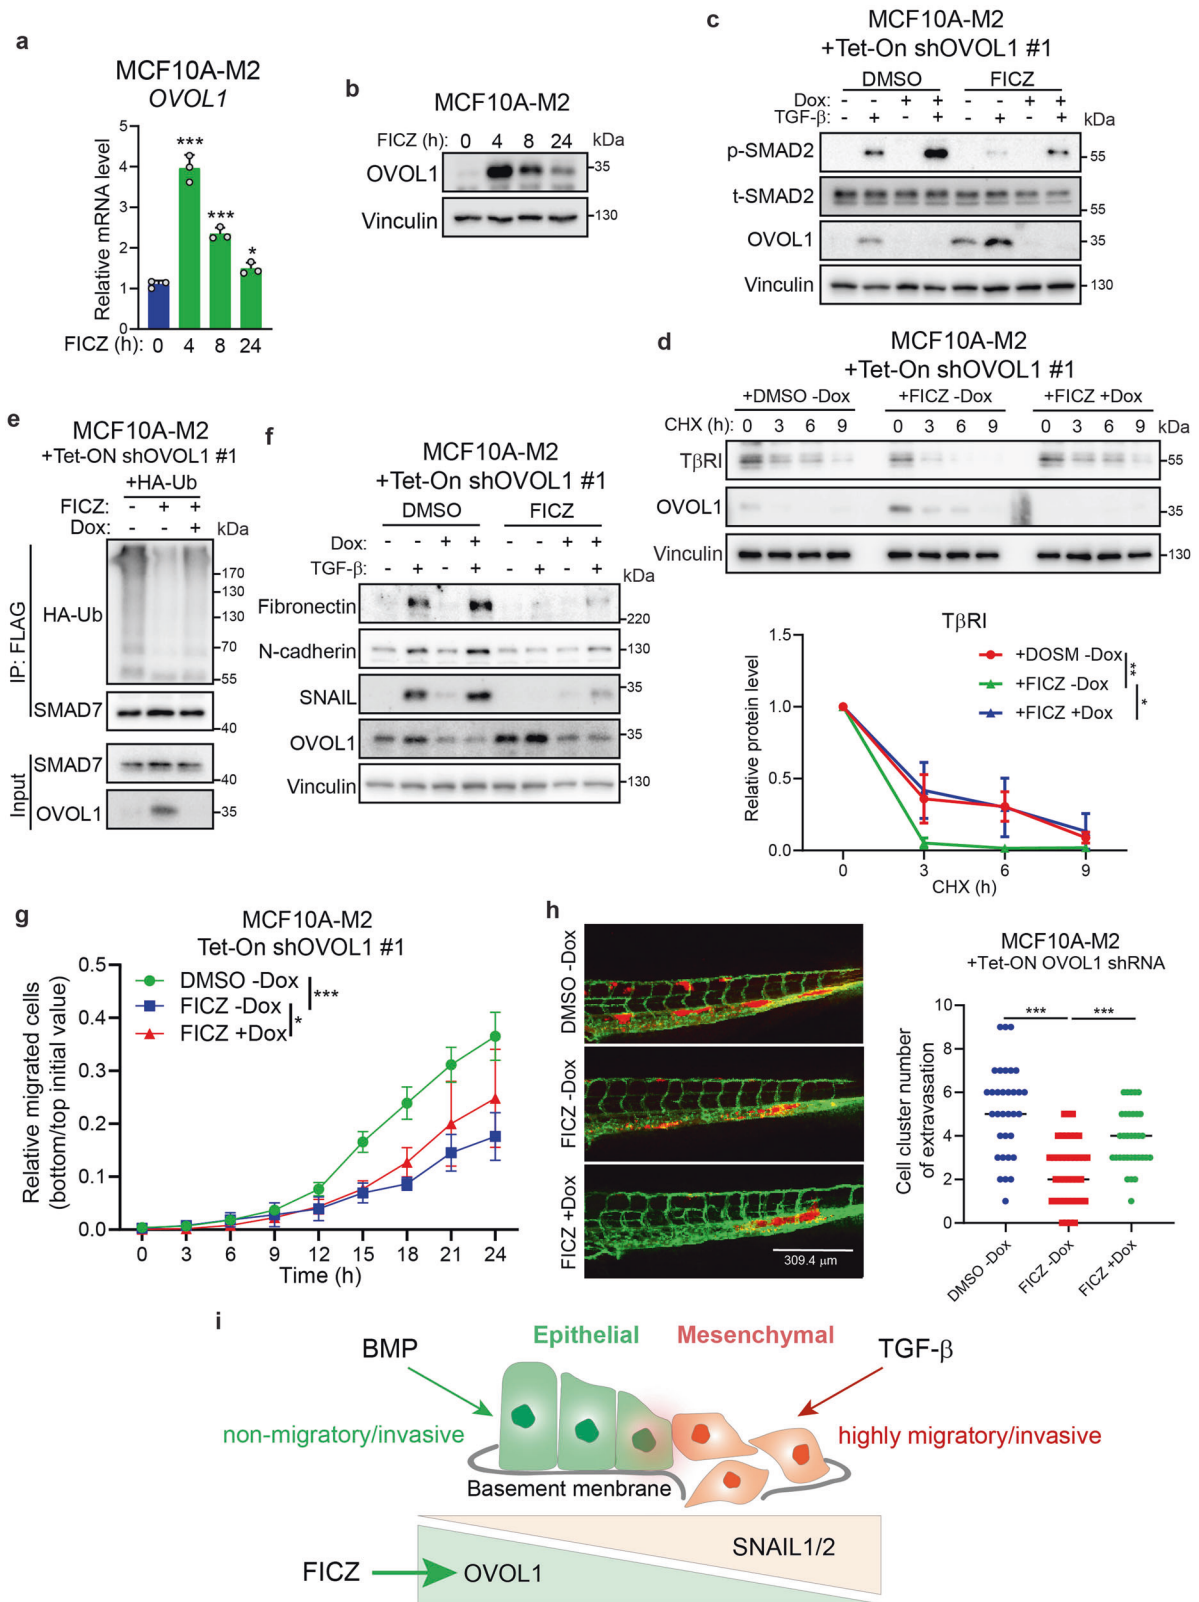 a
MCF10A-M2
OVOL1
Relative mRNA level
5
4
3
2
1
0
***
***
*
FICZ (h): 0 4 8 24
b
MCF10A-M2
FICZ (h): 0 4 8 24 kDa
OVOL1 35
Vinculin 130
c
MCF10A-M2
+Tet-On shOVOL1 #1
DMSO FICZ
Dox: - - + + - - + +
TGF-β: - + - + - + - + kDa
p-SMAD2 55
t-SMAD2 55
OVOL1 35
Vinculin 130
d
MCF10A-M2
+Tet-On shOVOL1 #1
+DMSO -Dox +FICZ -Dox +FICZ +Dox
CHX (h): 0 3 6 9 0 3 6 9 0 3 6 9 kDa
TβRI 55
OVOL1 35
Vinculin 130
TβRI
Relative protein level
1.5
1.0
0.5
0.0
+DOSM -Dox
+FICZ -Dox
+FICZ +Dox
**
*
0 3 6 9
CHX (h)
e
MCF10A-M2
+Tet-ON shOVOL1 #1
+HA-Ub
FICZ: - + +
Dox: - - + kDa
IP: FLAG
HA-Ub
170
130
130
70
55
SMAD7 40
Input
SMAD7 40
OVOL1 35
f
MCF10A-M2
+Tet-On shOVOL1 #1
DMSO FICZ
Dox: - - + + - - + +
TGF-β: - + - + - + - + kDa
Fibronectin 220
N-cadherin 130
SNAIL 35
OVOL1 35
Vinculin 130
g
MCF10A-M2
Tet-On shOVOL1 #1
Relative migrated cells
(bottom/top initial value)
0.5
0.4
0.3
0.2
0.1
0.0
DMSO -Dox
FICZ -Dox
FICZ +Dox
***
*
0 3 6 9 12 15 18 21 24
Time (h)
h
DMSO -Dox
FICZ -Dox
FICZ +Dox
309.4 μm
MCF10A-M2
+Tet-ON OVOL1 shRNA
Cell cluster number
of extravasation
10
8
6
4
2
0
*** ***
DMSO -Dox
FICZ -Dox
FICZ +Dox
i
Epithelial Mesenchymal
BMP TGF-β
non-migratory/invasive highly migratory/invasive
Basement menbrane
SNAIL1/2
FICZ OVOL1